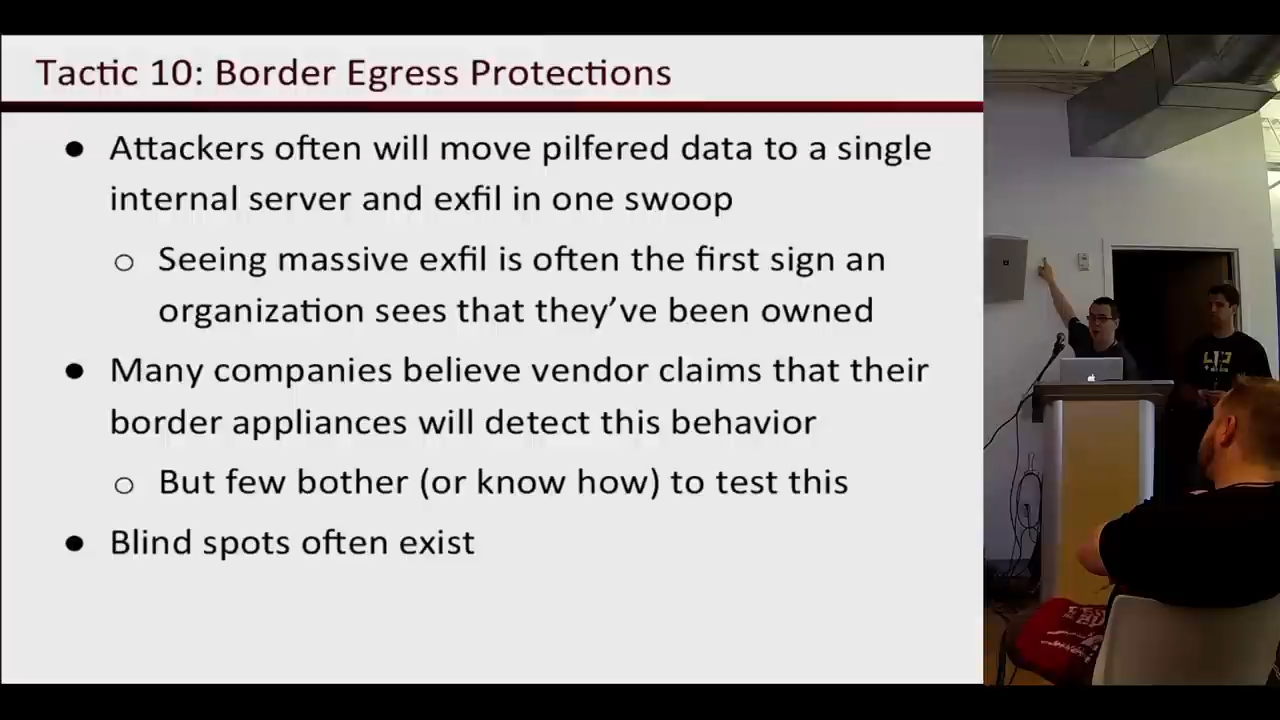 Tactic 10: Border Egress Protections
● Attackers often will move pilfered data to a single
internal server and exfil in one swoop
○ Seeing massive exfil is often the first sign an
organization sees that they’ve been owned
● Many companies believe vendor claims that their
border appliances will detect this behavior
○ But few bother (or know how) to test this
● Blind spots often exist